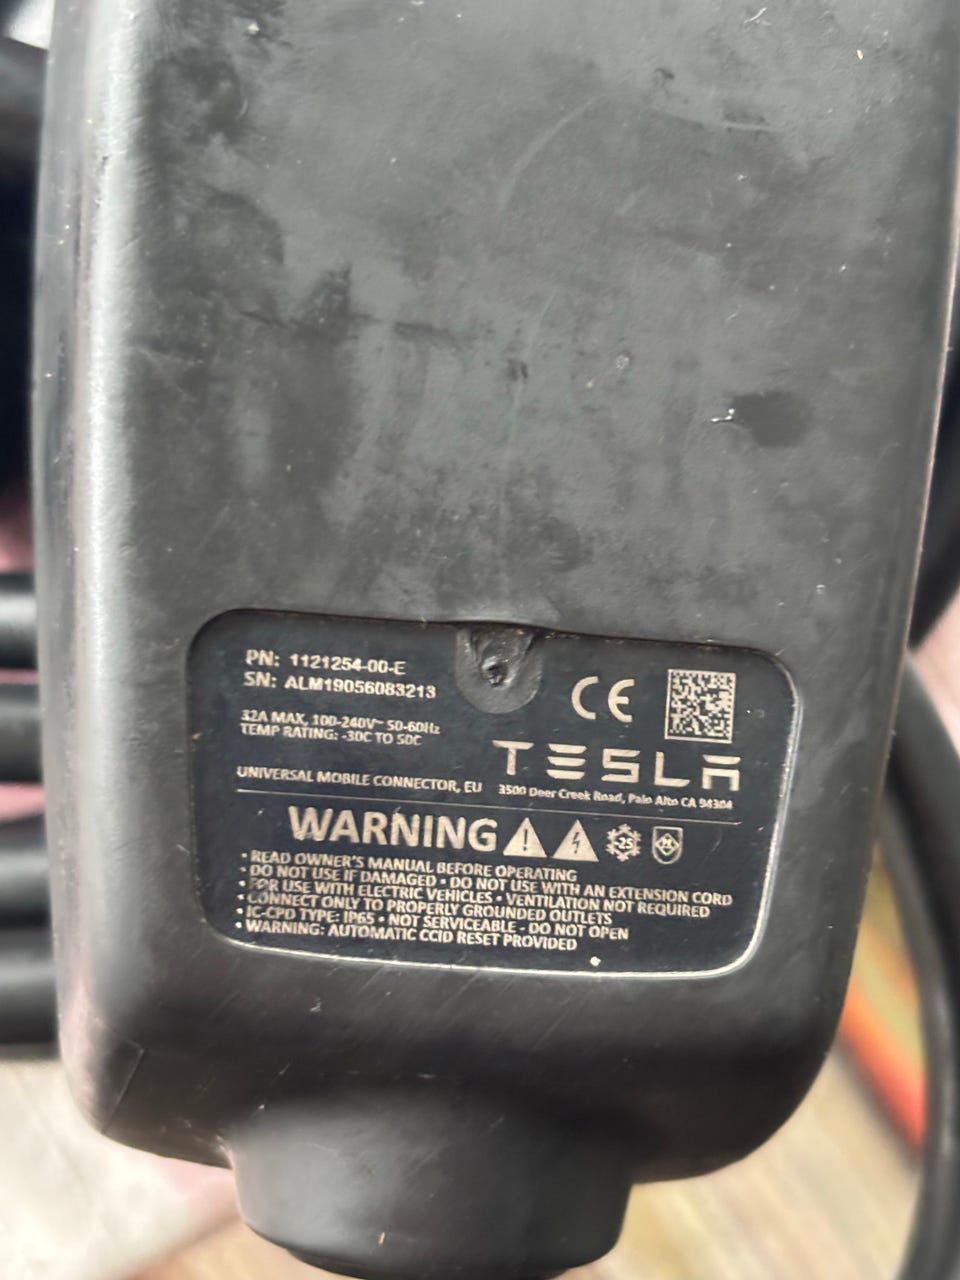 PN: 1121254-00-E
SN: ALM19056083213
32A MAX, 100-240V~ 50-60Hz
TEMP RATING: -30C TO 50C
UNIVERSAL MOBILE CONNECTOR, EU
CE
TESLA
3500 Deer Creek Road, Palo Alto CA 94304
WARNING
-25
• READ OWNER'S MANUAL BEFORE OPERATING
• DO NOT USE IF DAMAGED • DO NOT USE WITH AN EXTENSION CORD
• FOR USE WITH ELECTRIC VEHICLES • VENTILATION NOT REQUIRED
• CONNECT ONLY TO PROPERLY GROUNDED OUTLETS
• IC-CPD TYPE: IP65 • NOT SERVICEABLE - DO NOT OPEN
• WARNING: AUTOMATIC CCID RESET PROVIDED